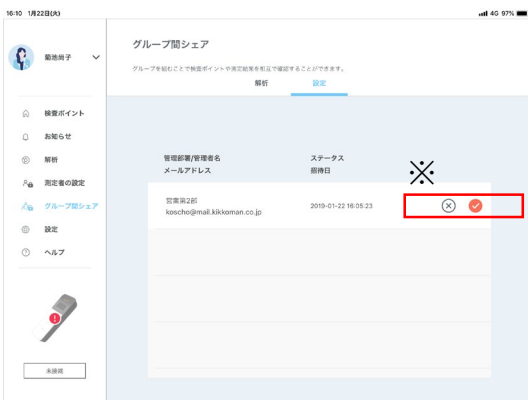 16:10 1月22日(火)
4G 97%
菊池尚子
グループ間シェア
グループを組むことで検査ポイントや測定結果を相互で確認することができます。
解析
設定
検査ポイント
お知らせ
解析
測定者の設定
グループ間シェア
設定
ヘルプ
未接続
管理部署/管理者名
メールアドレス
ステータス
招待日
※
営業第2部
koscho@mail.kikkoman.co.jp
2019-01-22 16:05:23